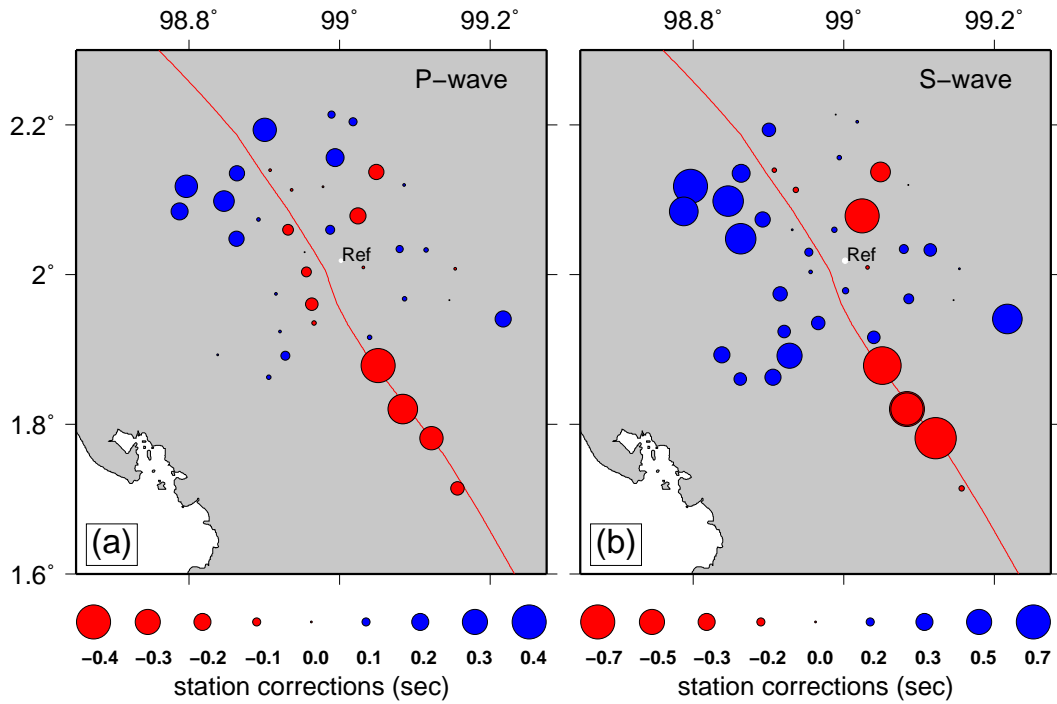 98.8˚ 99˚ 99.2˚ 98.8˚ 99˚ 99.2˚
P−wave S−wave
2.2˚
Ref Ref
2˚
1.8˚
(a) (b)
1.6˚
−0.4 −0.3 −0.2 −0.1 0.0 0.1 0.2 0.3 0.4 −0.7 −0.5 −0.3 −0.2 0.0 0.2 0.3 0.5 0.7
station corrections (sec) station corrections (sec)